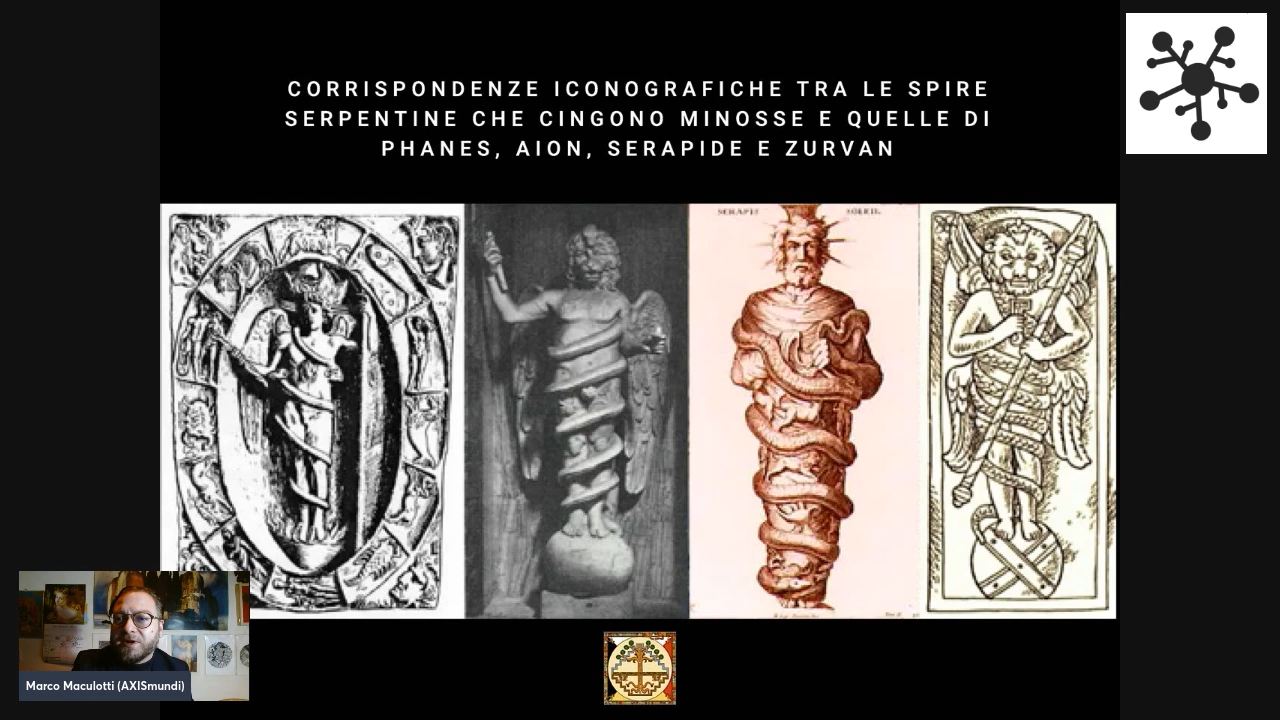 CORRISPONDENZE ICONOGRAFICHE TRA LE SPIRE
SERPENTINE CHE CINGONO MINOSSE E QUELLE DI
PHANES, AION, SERAPIDE E ZURVAN
SERAPIS
SOLEIL.
Marco Maculotti (AXISmundi)